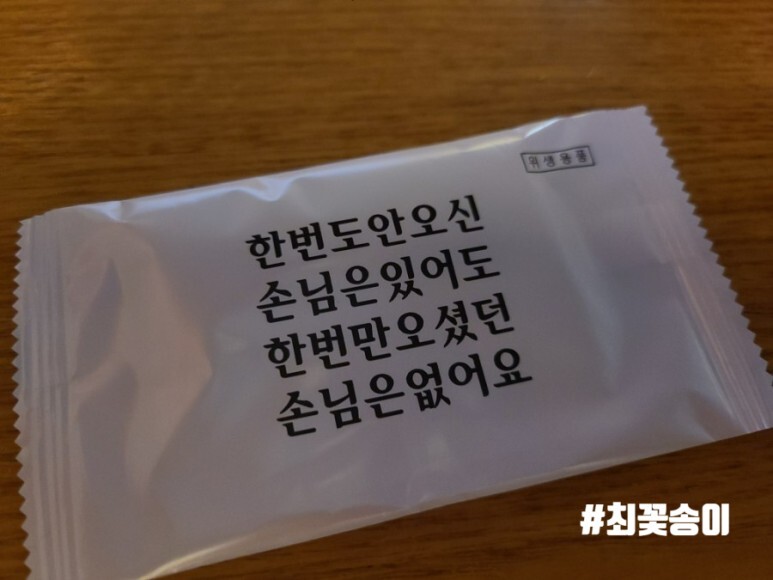 위생용품
한번도안오신
손님은있어도
한번만오셨던
손님은없어요
#최꽃송이